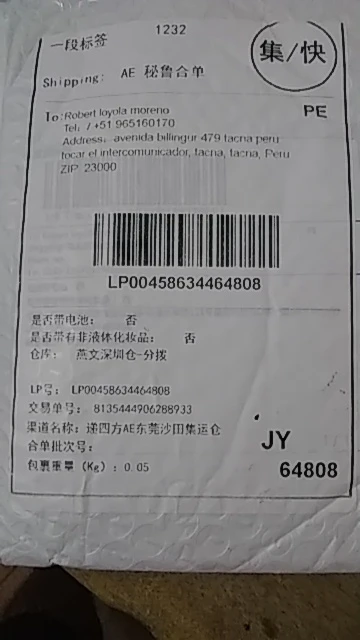 1232
一段标签
集/快
Shipping: AE 秘鲁合单
To: Robert loyola moreno
PE
Tel: / +51 965160170
Address: avenida billingur 479 tacna peru
tocar el intercomunicador, tacna, tacna, Peru
ZIP: 23000
LP00458634464808
是否带电池: 否
是否带有非液体化妆品: 否
仓库: 燕文深圳仓-分拨
LP号: LP00458634464808
交易单号: 8135444906288933
渠道名称: 递四方AE东莞沙田集运仓
合单批次号:
JY
包裹重量 (Kg): 0.05
64808